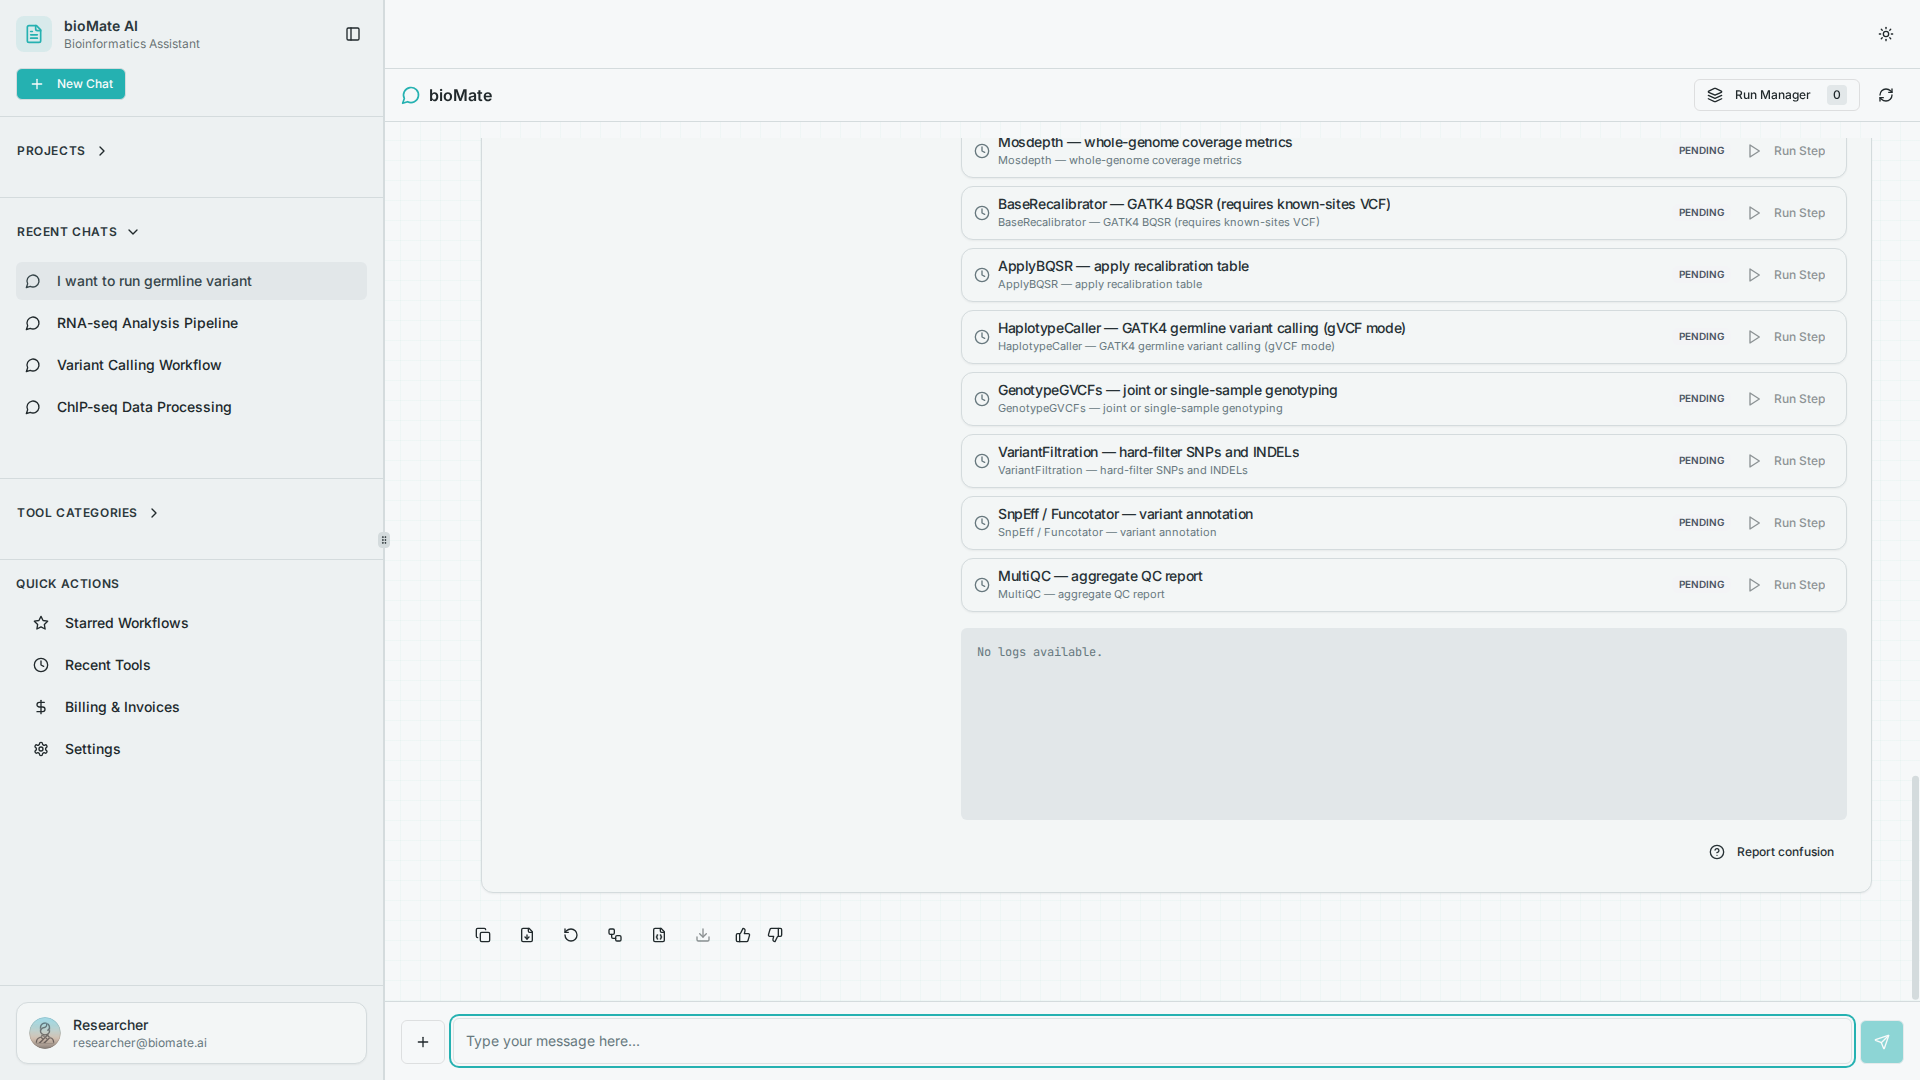 bioMate AI
Bioinformatics Assistant
New Chat
PROJECTS
RECENT CHATS
I want to run germline variant
RNA-seq Analysis Pipeline
Variant Calling Workflow
ChIP-seq Data Processing
TOOL CATEGORIES
QUICK ACTIONS
Starred Workflows
Recent Tools
Billing & Invoices
Settings
Researcher
researcher@biomate.ai
bioMate
Run Manager 0
Mosdepth — whole-genome coverage metrics
Mosdepth — whole-genome coverage metrics
PENDING Run Step
BaseRecalibrator — GATK4 BQSR (requires known-sites VCF)
BaseRecalibrator — GATK4 BQSR (requires known-sites VCF)
PENDING Run Step
ApplyBQSR — apply recalibration table
ApplyBQSR — apply recalibration table
PENDING Run Step
HaplotypeCaller — GATK4 germline variant calling (gVCF mode)
HaplotypeCaller — GATK4 germline variant calling (gVCF mode)
PENDING Run Step
GenotypeGVCFs — joint or single-sample genotyping
GenotypeGVCFs — joint or single-sample genotyping
PENDING Run Step
VariantFiltration — hard-filter SNPs and INDELs
VariantFiltration — hard-filter SNPs and INDELs
PENDING Run Step
SnpEff / Funcotator — variant annotation
SnpEff / Funcotator — variant annotation
PENDING Run Step
MultiQC — aggregate QC report
MultiQC — aggregate QC report
PENDING Run Step
No logs available.
Report confusion
Type your message here...